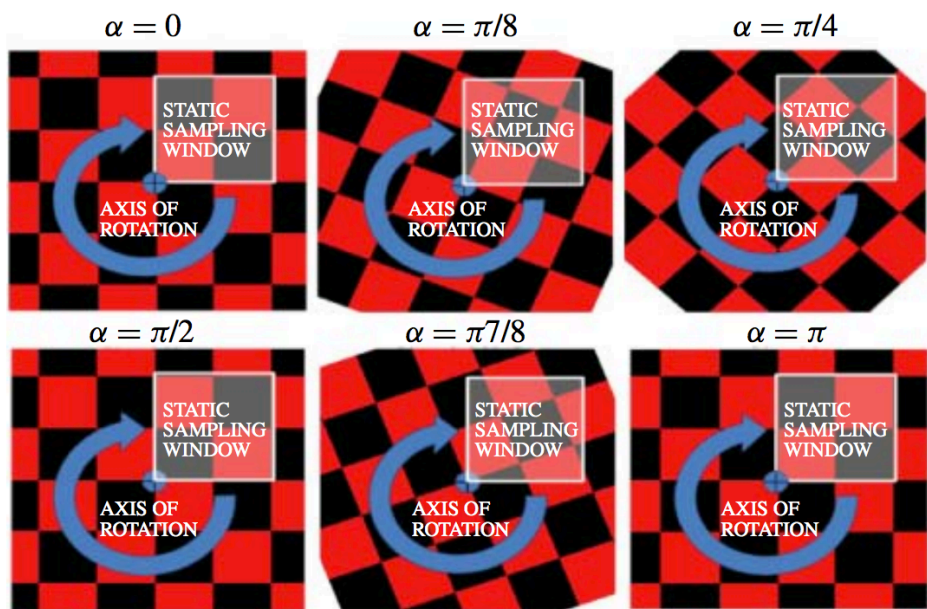 α = 0
α = π/8
α = π/4
STATIC
SAMPLING
WINDOW
AXIS OF
ROTATION
STATIC
SAMPLING
WINDOW
AXIS OF
ROTATION
STATIC
SAMPLING
WINDOW
AXIS OF
ROTATION
α = π/2
α = π7/8
α = π
STATIC
SAMPLING
WINDOW
AXIS OF
ROTATION
STATIC
SAMPLING
WINDOW
AXIS OF
ROTATION
STATIC
SAMPLING
WINDOW
AXIS OF
ROTATION